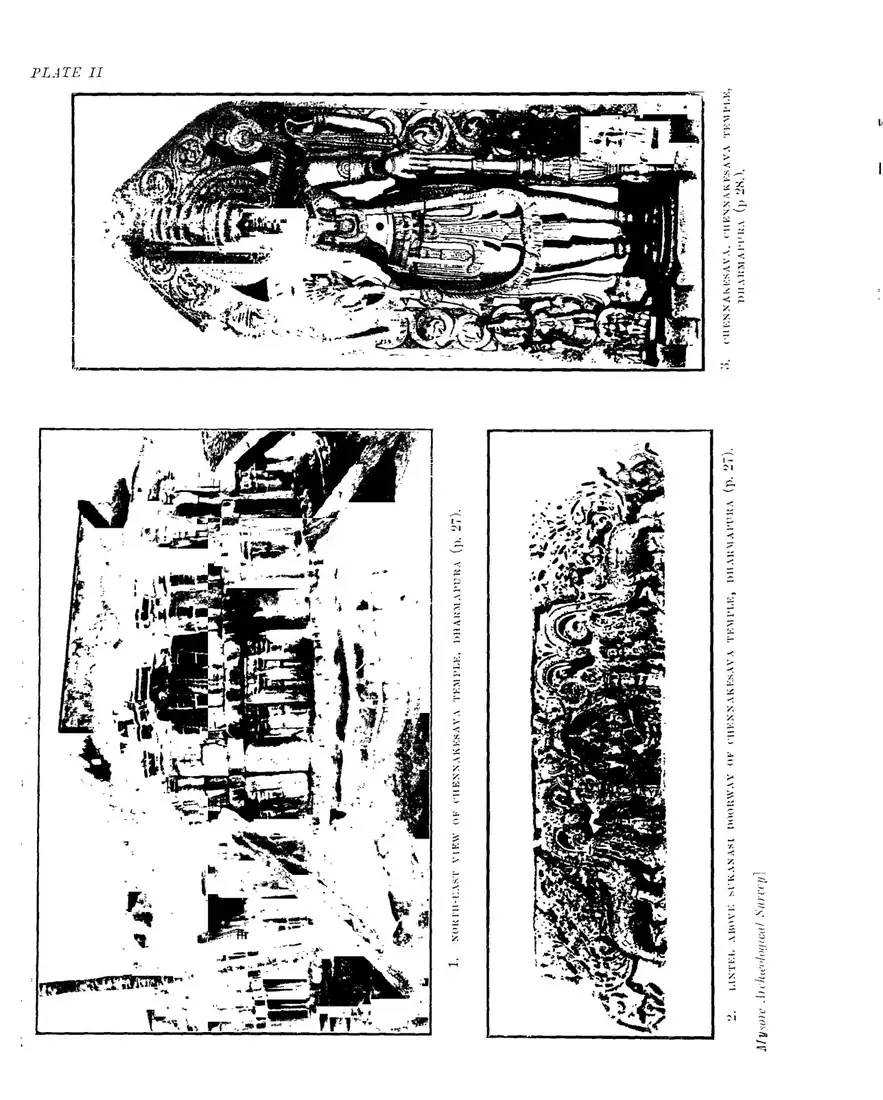 PLATE II
1. NORTH-EAST VIEW OF CHENNAKESAVA TEMPLE, DHARMAPURA (p. 27).
2. LINTEL ABOVE SUKANASI DOORWAY OF CHENNAKESAVA TEMPLE, DHARMAPURA (p. 27).
3. CHENNAKESAVA, CHENNAKESAVA TEMPLE,
DHARMAPURA (p 28.).
Mysore Archæological Survey]